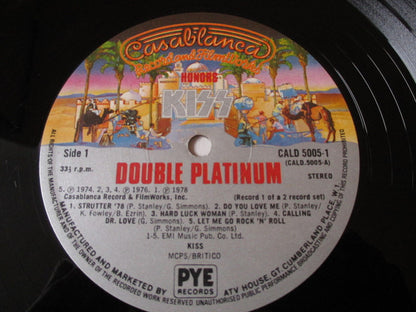 Casablanca
Record and FilmWorks
HONORS
KISS
Side 1
33⅓ r.p.m.
DOUBLE PLATINUM
CALD 5005-1
(CALD.5005-A)
STEREO
5. ℗ 1974. 2, 3, 4, ℗ 1976. 1. ℗ 1978
Casablanca Record & FilmWorks, Inc. (Record 1 of a 2 record set)
1. STRUTTER '78 (P. Stanley/G. Simmons) 2. DO YOU LOVE ME (P. Stanley/
K. Fowley/B. Ezrin) 3. HARD LUCK WOMAN (P. Stanley) 4. CALLING
DR. LOVE (G. Simmons) 5. LET ME GO ROCK 'N' ROLL
(P. Stanley/G. Simmons)
1-5. EMI Music Pub. Co. Ltd.
KISS
MCPS/BRITICO
PYE
RECORDS
MANUFACTURED AND MARKETED BY PYE RECORDS ATV HOUSE, GT. CUMBERLAND PLACE, W.1
ALL RIGHTS OF THE MANUFACTURER AND OF THE OWNER OF THE RECORDED WORK RESERVED UNAUTHORISED PUBLIC PERFORMANCE BROADCASTING AND COPYING OF THIS RECORD PROHIBITED